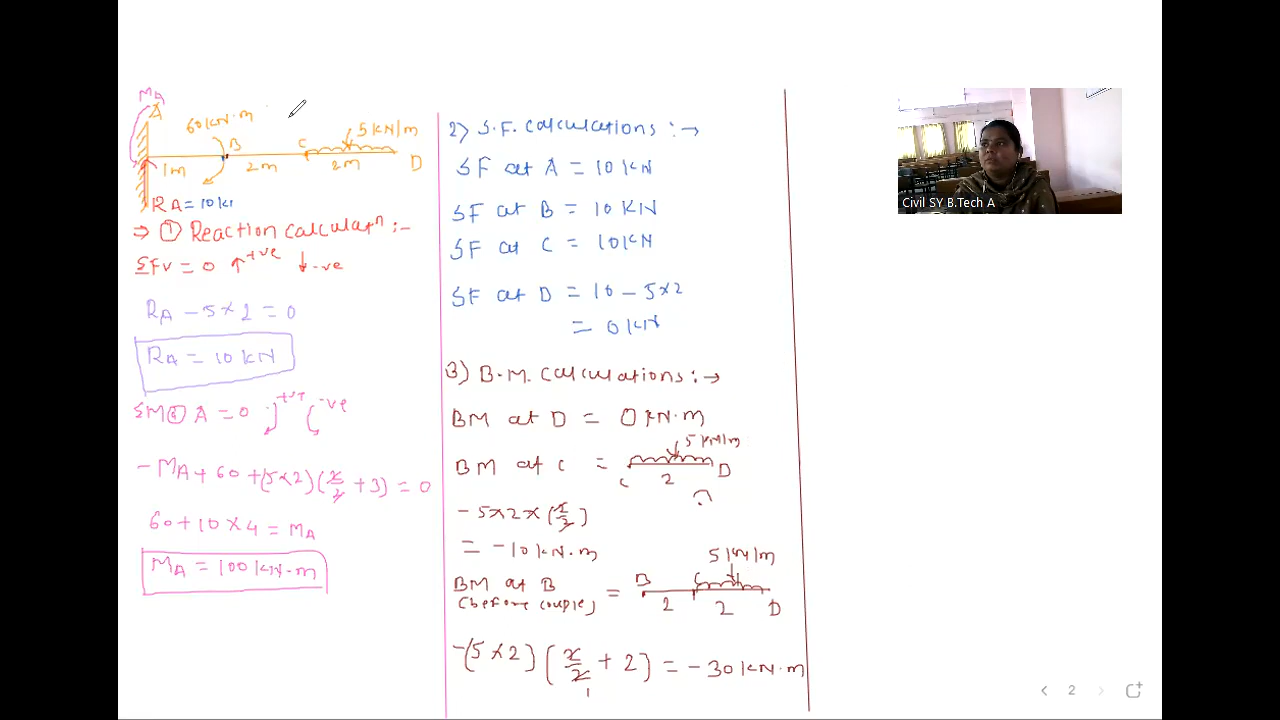 MA
A
60 kN·m
B
C
5 kN/m
D
1m
2m
2m
RA = 10 kN
⇒ ① Reaction calculatⁿ :-
ΣFv = 0 ↑+ve ↓-ve
RA - 5×2 = 0
RA = 10 kN
ΣM@A = 0 +ve -ve
-MA + 60 + (5×2)(2/2 + 3) = 0
60 + 10 × 4 = MA
MA = 100 kN·m
2) S.F. calculations :→
SF at A = 10 kN
SF at B = 10 KN
SF at C = 10 kN
SF at D = 10 - 5×2
= 0 kN
3) B.M. calculations :→
BM at D = 0 kN·m
BM at C =
5 kN/m
C
2
D
-5×2×(2/2)
= -10 kN·m
BM at B
(before couple)
=
5 kN/m
B
C
2
2
D
-(5×2)(2/2 + 2) = -30 kN·m
1
Civil SY B.Tech A
2